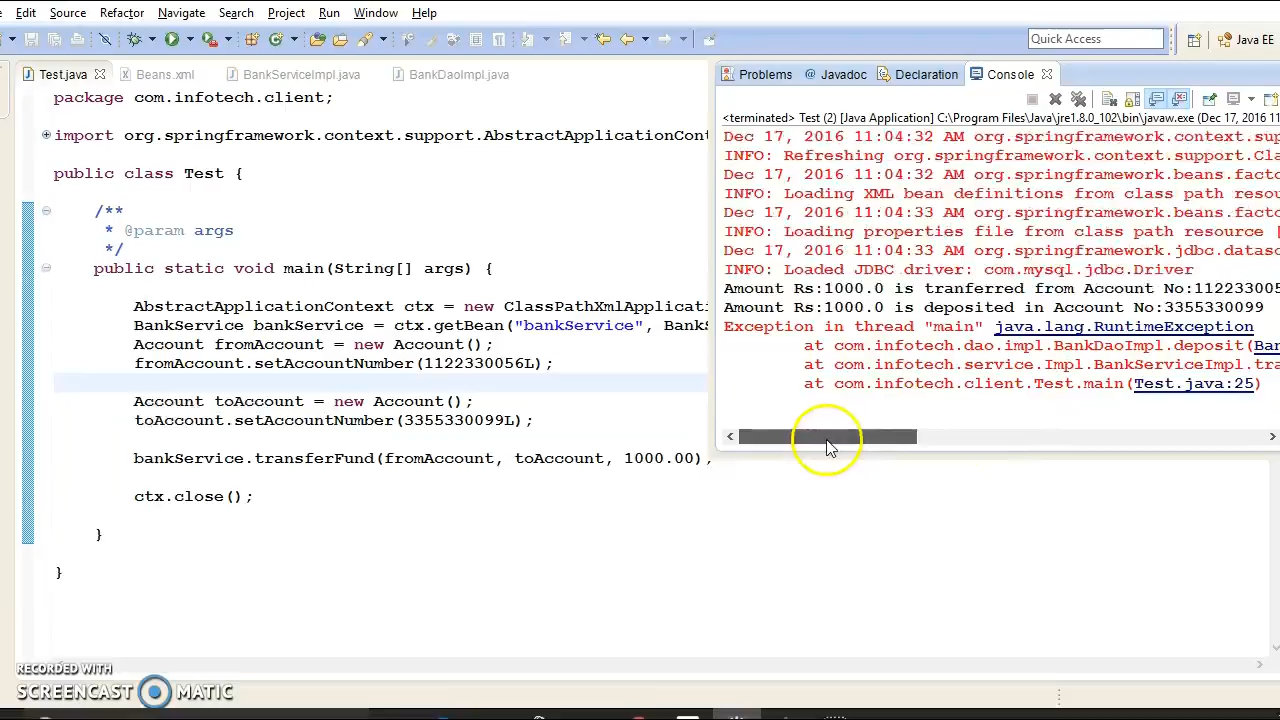 Edit Source Refactor Navigate Search Project Run Window Help
Quick Access
Java EE
Test.java Beans.xml BankServiceImpl.java BankDaoImpl.java
package com.infotech.client;
import org.springframework.context.support.AbstractApplicationCont
public class Test {
/**
* @param args
*/
public static void main(String[] args) {
AbstractApplicationContext ctx = new ClassPathXmlApplicati
BankService bankService = ctx.getBean("bankService", BankS
Account fromAccount = new Account();
fromAccount.setAccountNumber(1122330056L);
Account toAccount = new Account();
toAccount.setAccountNumber(3355330099L);
bankService.transferFund(fromAccount, toAccount, 1000.00);
ctx.close();
}
}
Problems @ Javadoc Declaration Console
<terminated> Test (2) [Java Application] C:\Program Files\Java\jre1.8.0_102\bin\javaw.exe (Dec 17, 2016 11
Dec 17, 2016 11:04:32 AM org.springframework.context.sup
INFO: Refreshing org.springframework.context.support.Cla
Dec 17, 2016 11:04:32 AM org.springframework.beans.facto
INFO: Loading XML bean definitions from class path resou
Dec 17, 2016 11:04:33 AM org.springframework.beans.facto
INFO: Loading properties file from class path resource [
Dec 17, 2016 11:04:33 AM org.springframework.jdbc.dataso
INFO: Loaded JDBC driver: com.mysql.jdbc.Driver
Amount Rs:1000.0 is tranferred from Account No:112233005
Amount Rs:1000.0 is deposited in Account No:3355330099
Exception in thread "main" java.lang.RuntimeException
at com.infotech.dao.impl.BankDaoImpl.deposit(Ban
at com.infotech.service.Impl.BankServiceImpl.tra
at com.infotech.client.Test.main(Test.java:25)
RECORDED WITH
SCREENCAST MATIC